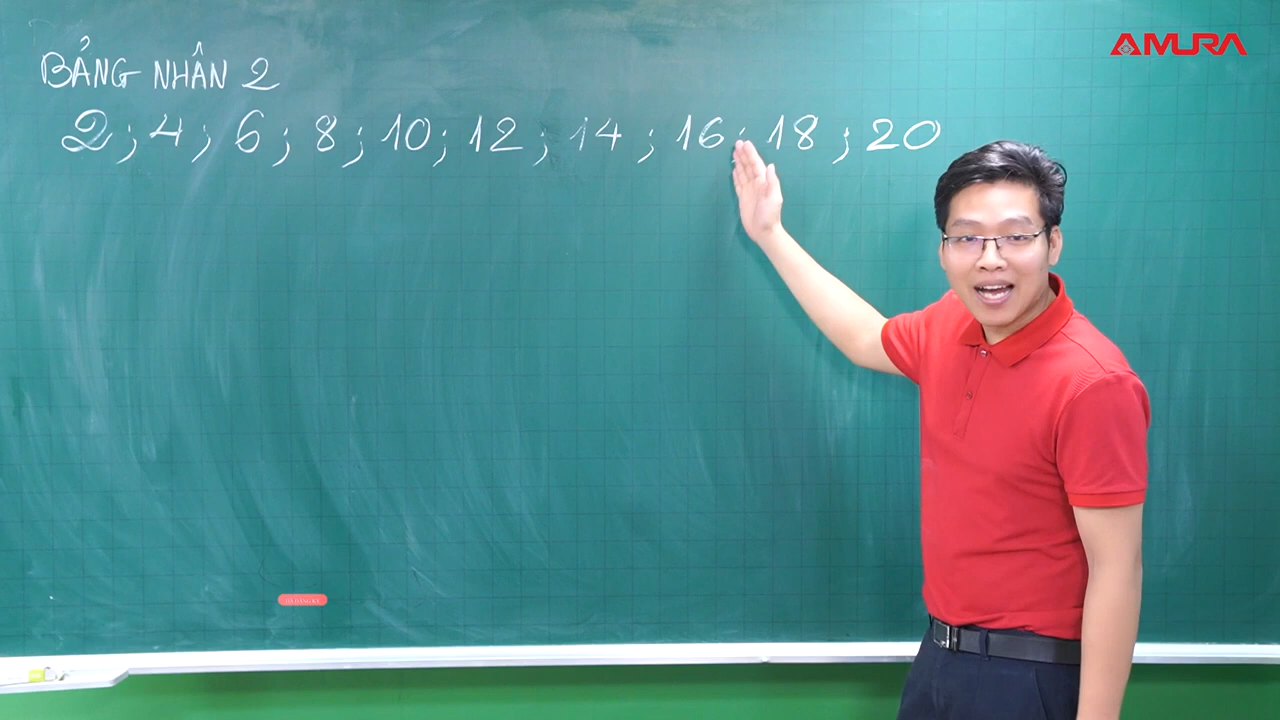 AMURA
BẢNG NHÂN 2
2 ; 4 ; 6 ; 8 ; 10 ; 12 ; 14 ; 16 ; 18 ; 20